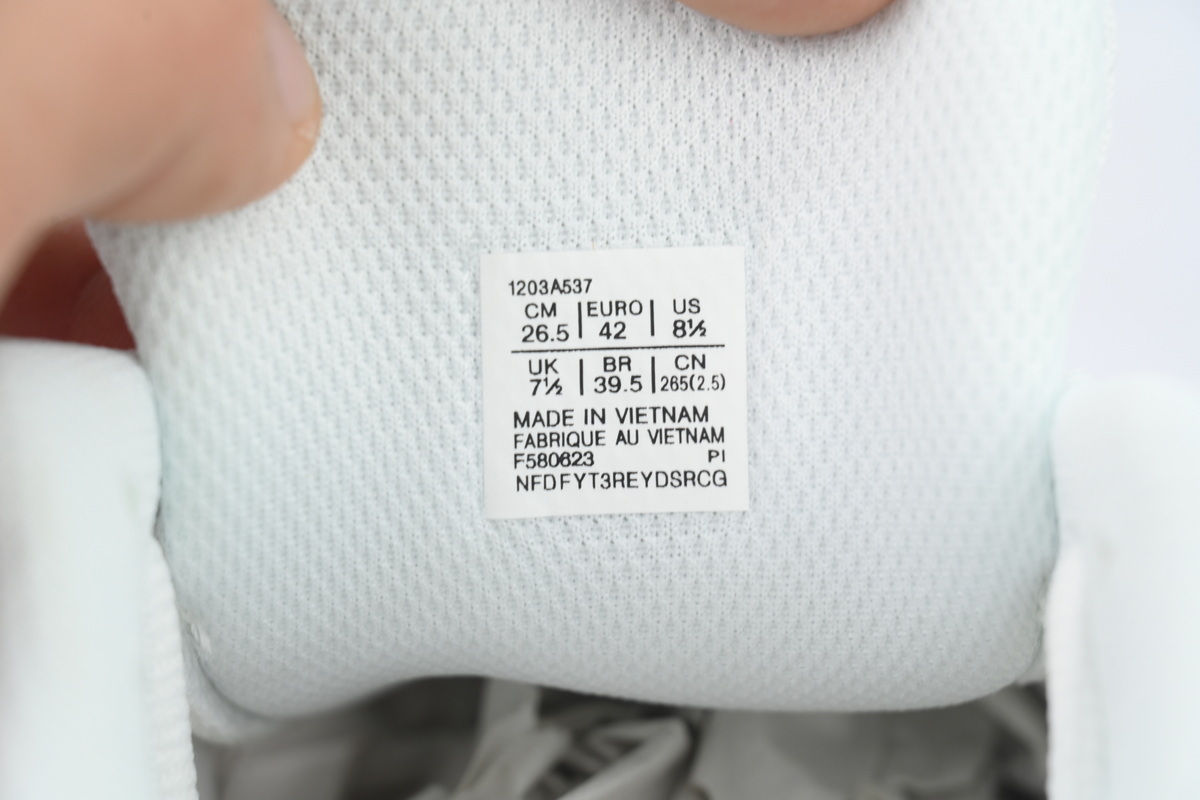 1203A537
CM | EURO | US
26.5 | 42 | 8½
UK | BR | CN
7½ | 39.5 | 265(2.5)
MADE IN VIETNAM
FABRIQUE AU VIETNAM
F580623 PI
NFDFYT3REYDSRCG